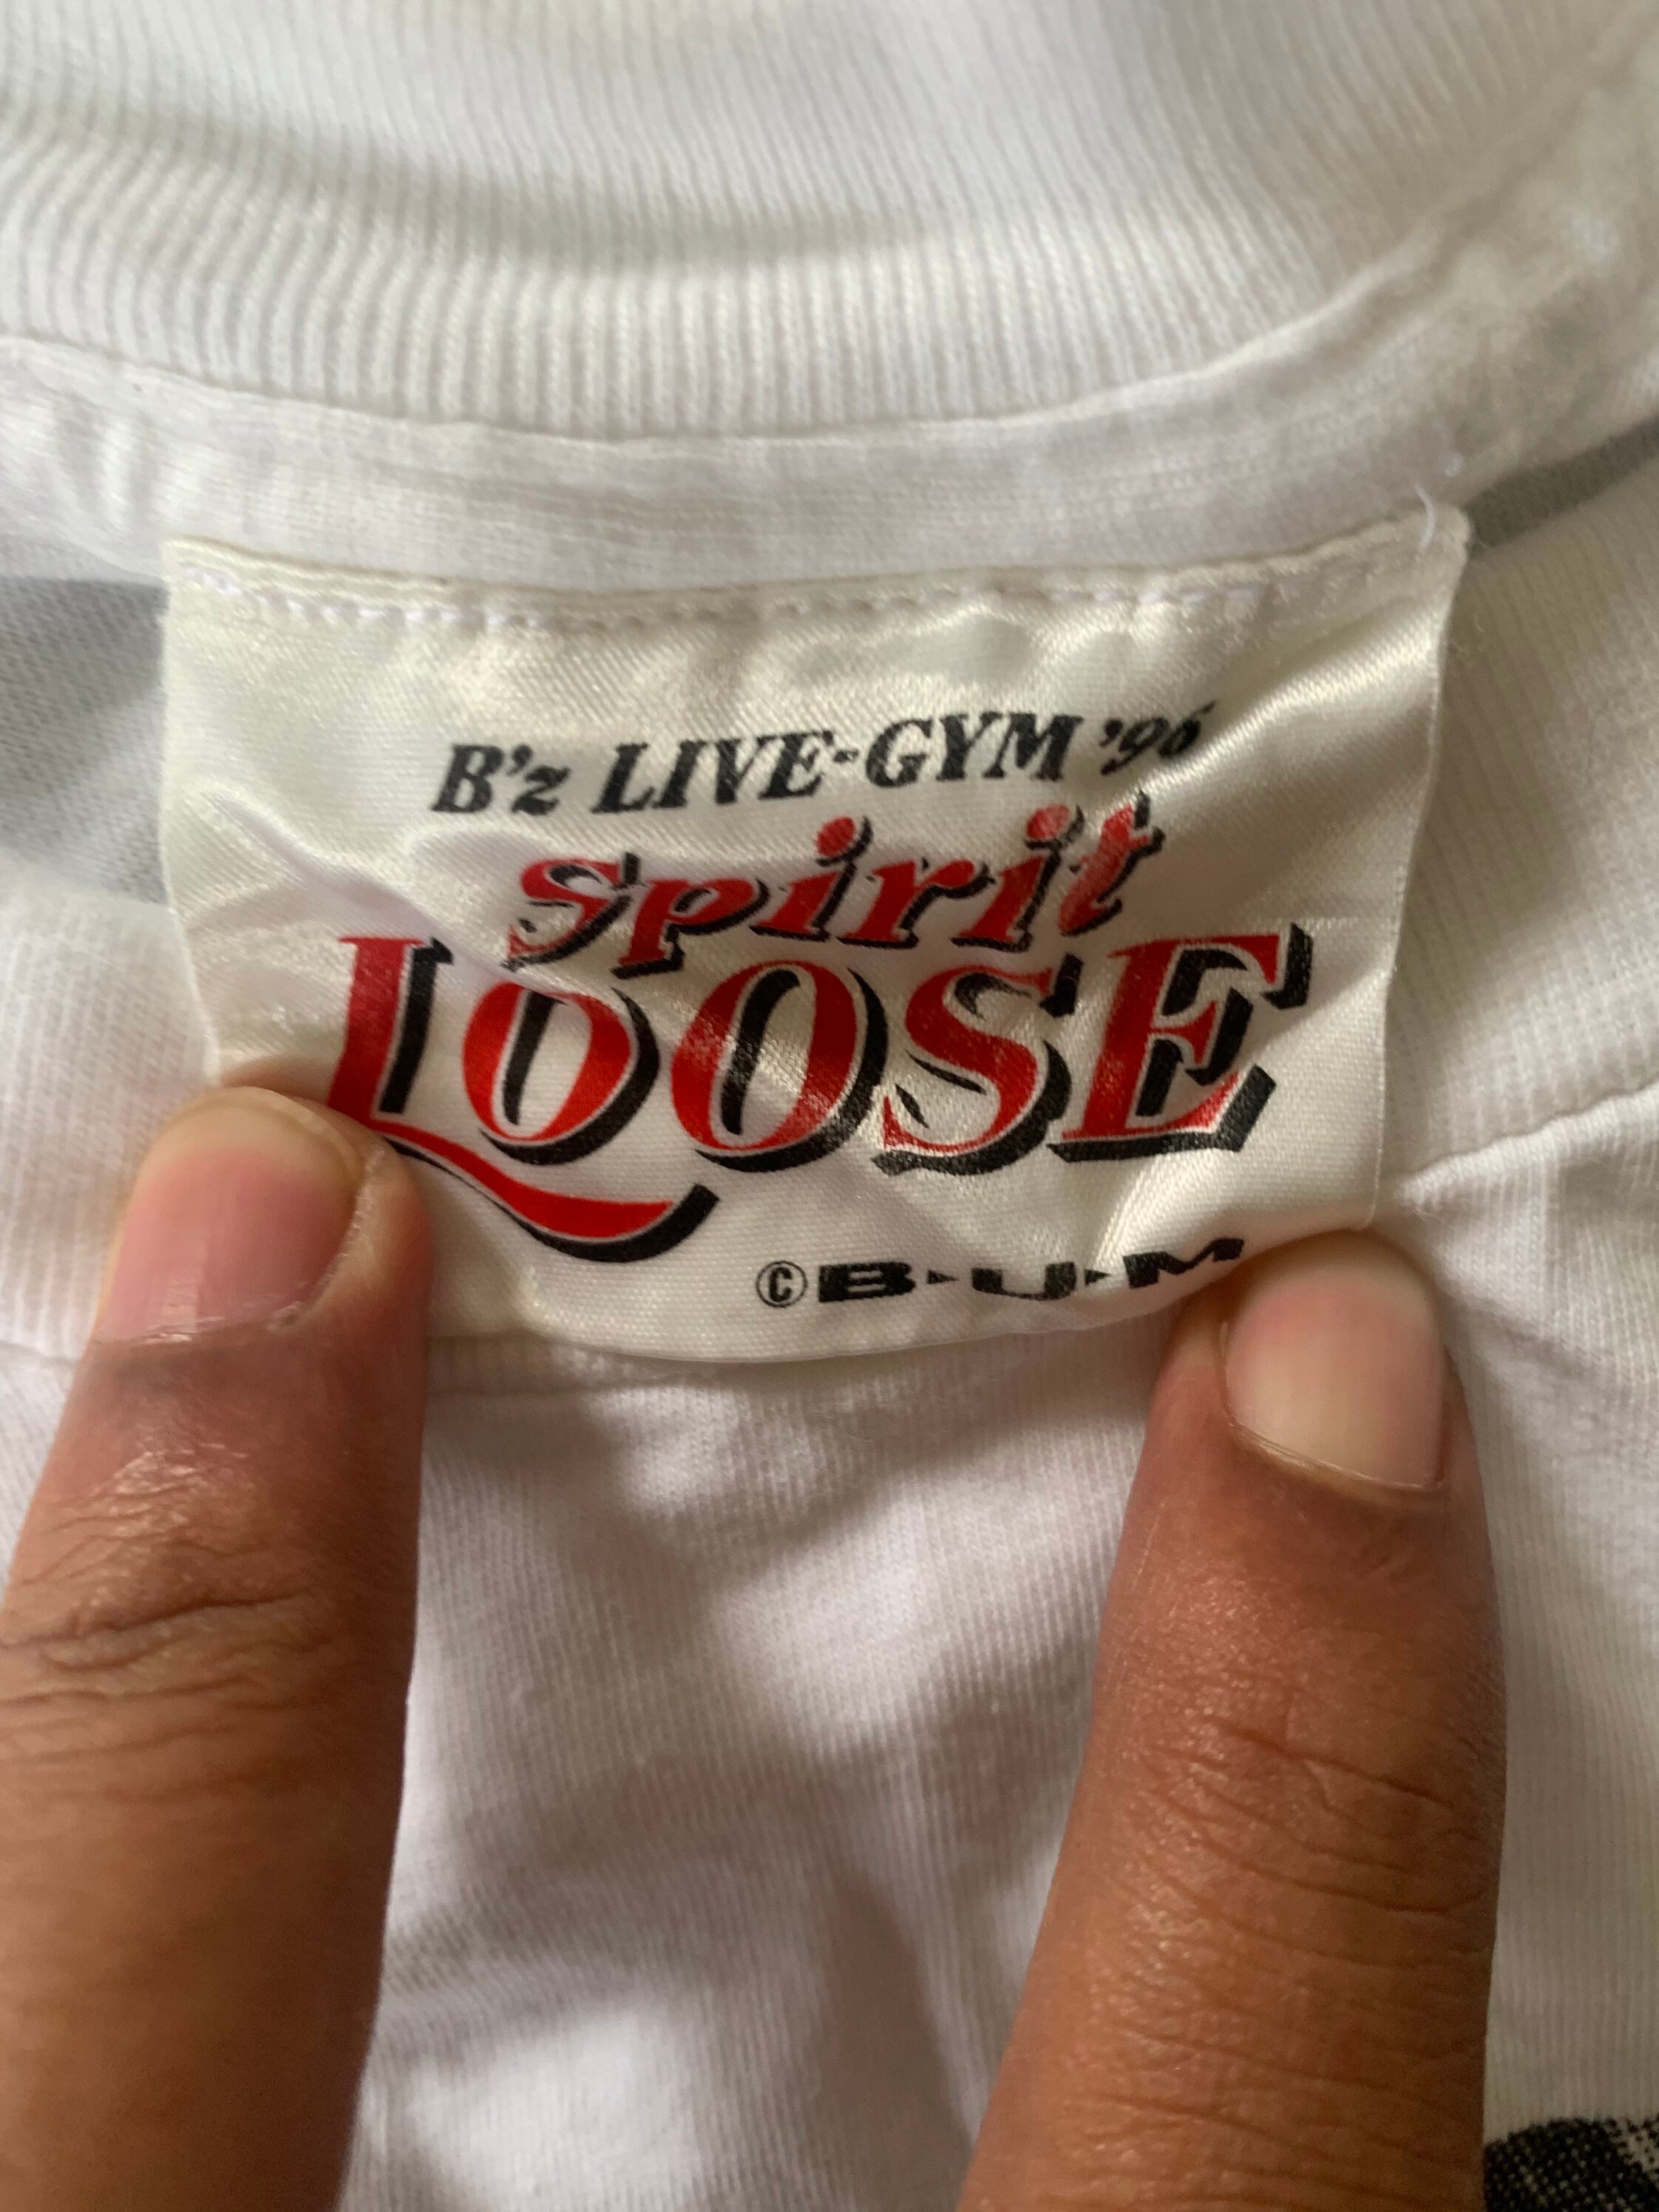 B'z LIVE-GYM '96
spirit
LOOSE
©B·U·M